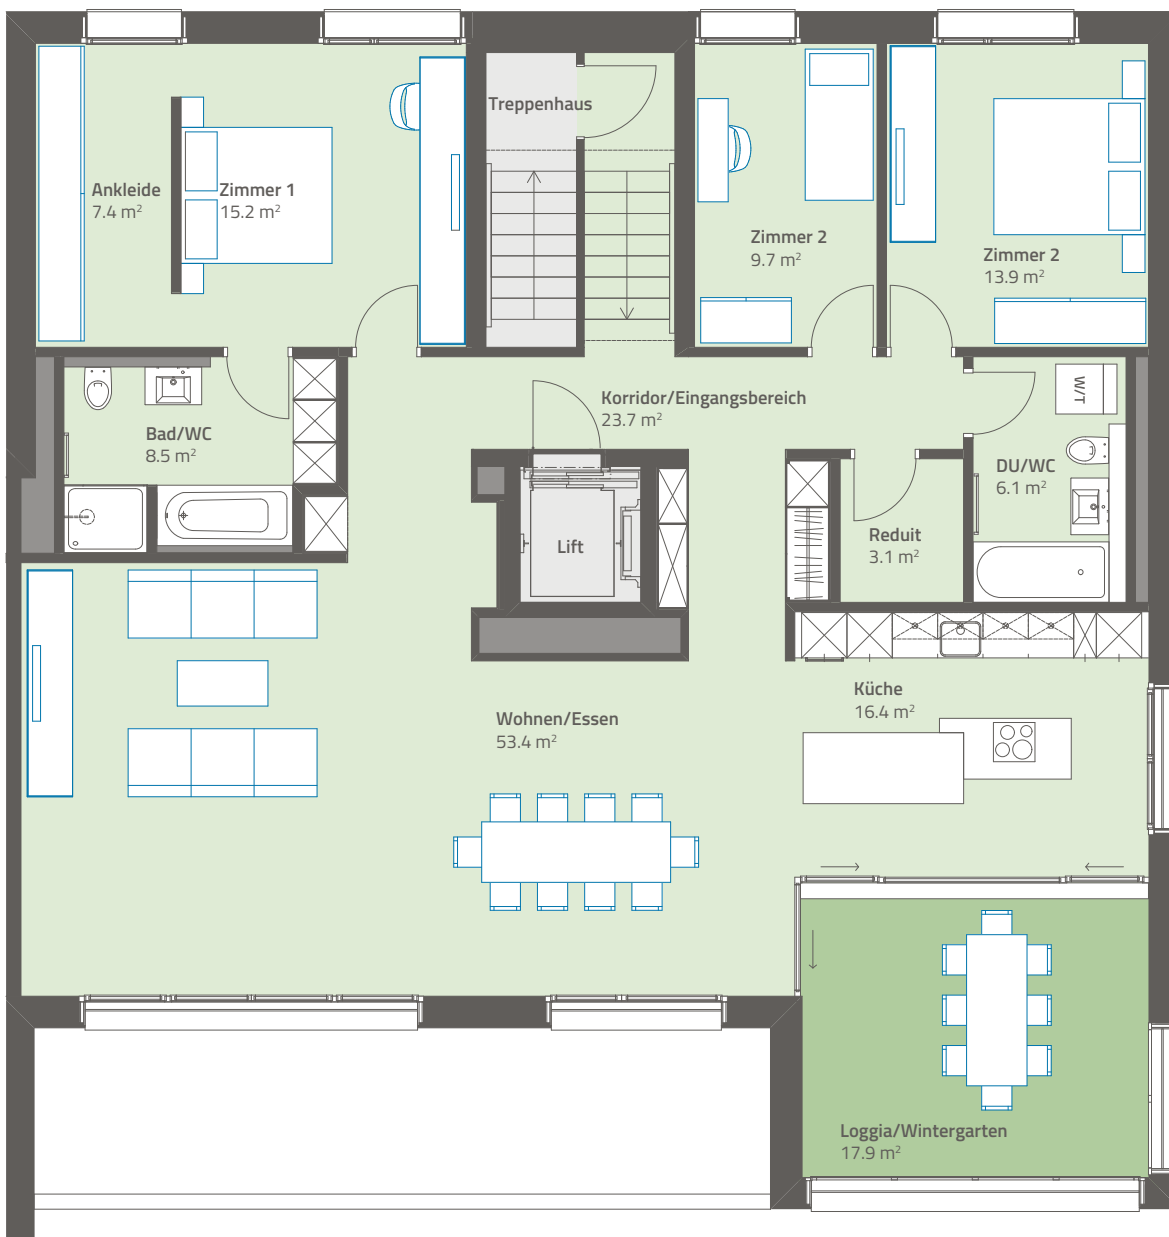 Treppenhaus
Ankleide
7.4 m²
Zimmer 1
15.2 m²
Zimmer 2
9.7 m²
Zimmer 2
13.9 m²
Korridor/Eingangsbereich
23.7 m²
W/T
Bad/WC
8.5 m²
DU/WC
6.1 m²
Reduit
3.1 m²
Lift
Küche
16.4 m²
Wohnen/Essen
53.4 m²
Loggia/Wintergarten
17.9 m²